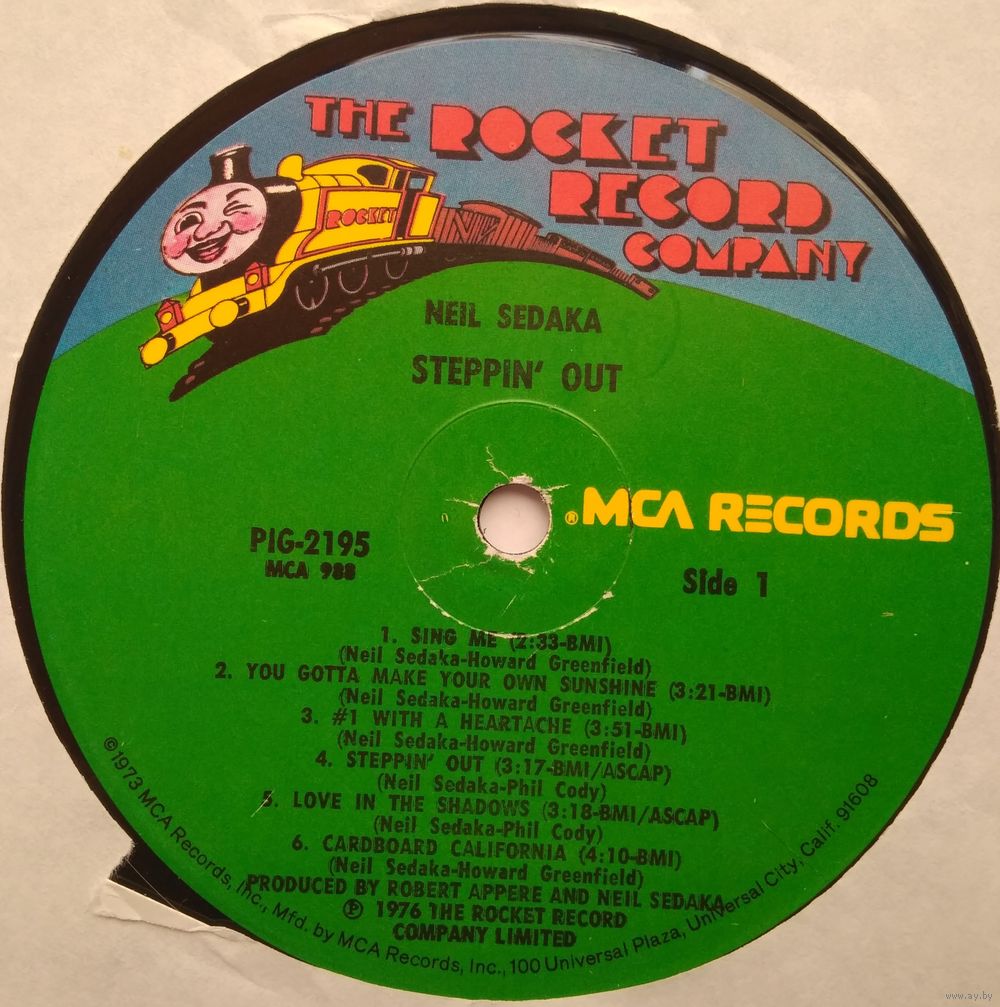 THE ROCKET
RECORD
COMPANY
ROCKET
NEIL SEDAKA
STEPPIN' OUT
® MCA RECORDS
PIG-2195
MCA 988
Side 1
1. SING ME (2:33-BMI)
(Neil Sedaka-Howard Greenfield)
2. YOU GOTTA MAKE YOUR OWN SUNSHINE (3:21-BMI)
(Neil Sedaka-Howard Greenfield)
3. #1 WITH A HEARTACHE (3:51-BMI)
(Neil Sedaka-Howard Greenfield)
4. STEPPIN' OUT (3:17-BMI/ASCAP)
(Neil Sedaka-Phil Cody)
5. LOVE IN THE SHADOWS (3:18-BMI/ASCAP)
(Neil Sedaka-Phil Cody)
6. CARDBOARD CALIFORNIA (4:10-BMI)
(Neil Sedaka-Howard Greenfield)
PRODUCED BY ROBERT APPERE AND NEIL SEDAKA
℗ 1976 THE ROCKET RECORD
COMPANY LIMITED
©1973 MCA Records, Inc., Mfd. by MCA Records, Inc., 100 Universal Plaza, Universal City, Calif. 91608
www.ay.by